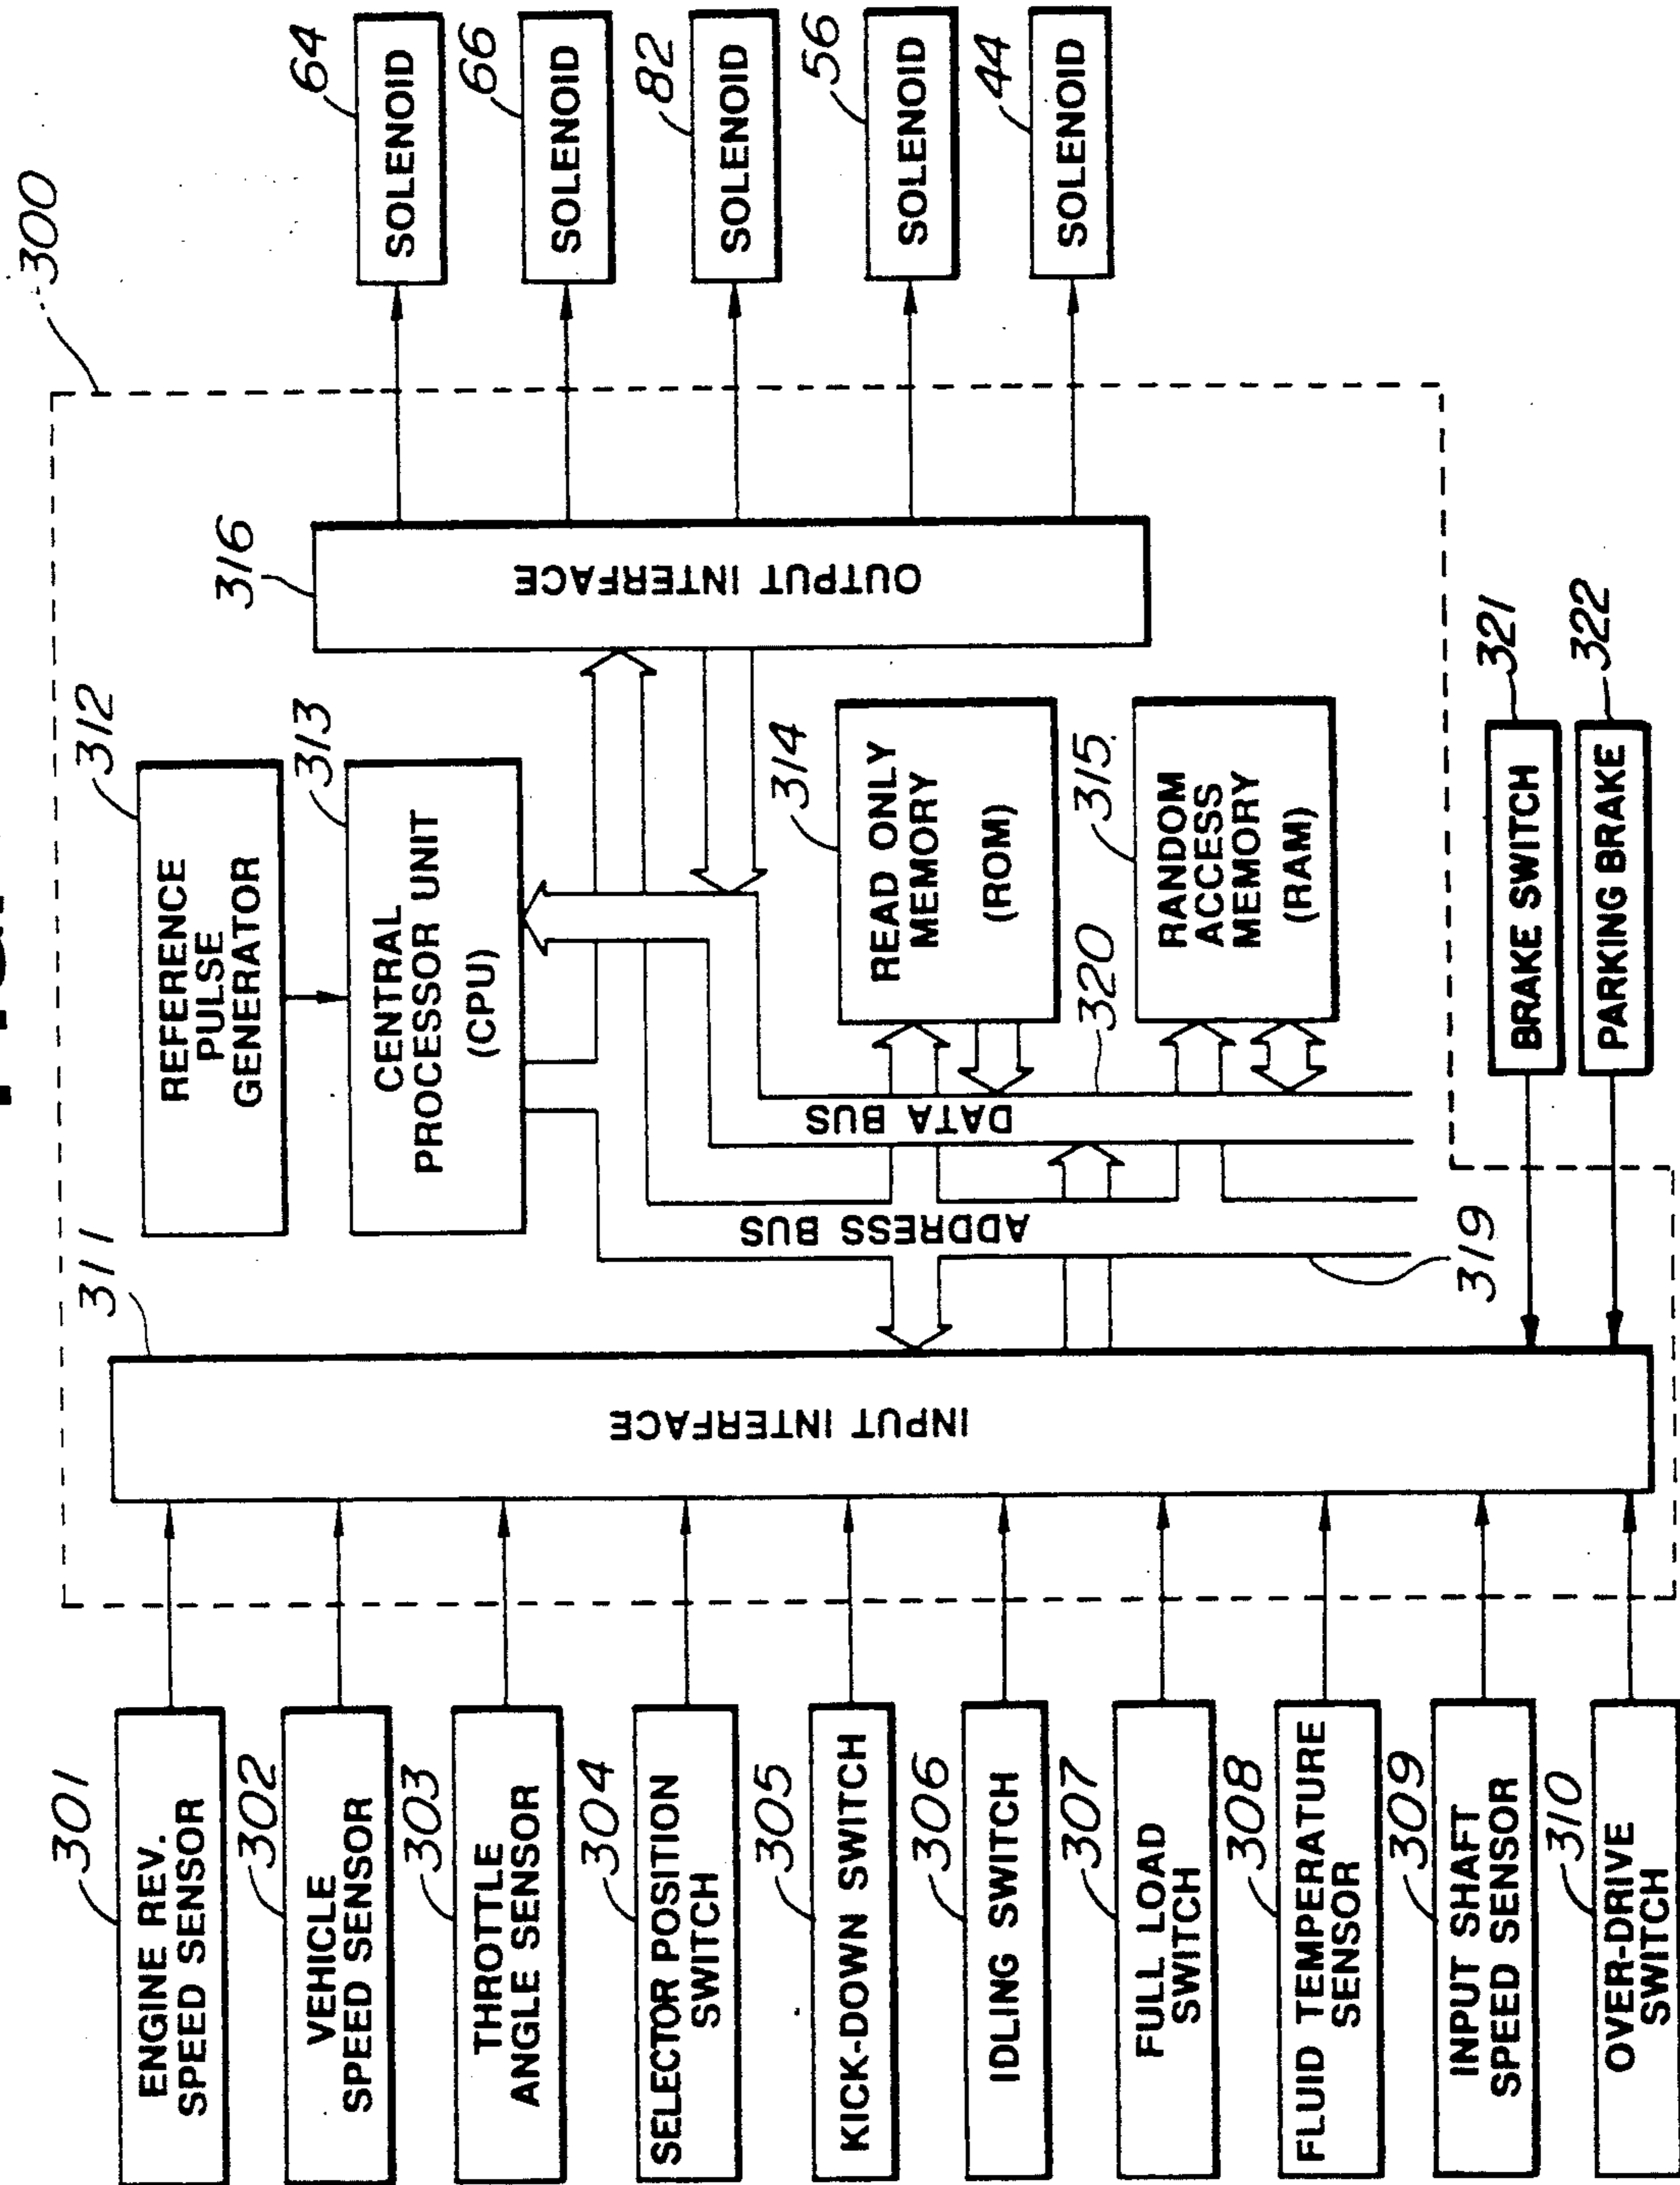 300
301
ENGINE REV.
SPEED SENSOR
302
VEHICLE
SPEED SENSOR
303
THROTTLE
ANGLE SENSOR
304
SELECTOR POSITION
SWITCH
305
KICK-DOWN SWITCH
306
IDLING SWITCH
307
FULL LOAD
SWITCH
308
FLUID TEMPERATURE
SENSOR
309
INPUT SHAFT
SPEED SENSOR
310
OVER-DRIVE
SWITCH
311
INPUT INTERFACE
312
REFERENCE
PULSE
GENERATOR
313
CENTRAL
PROCESSOR UNIT
(CPU)
ADDRESS BUS
319
DATA BUS
320
314
READ ONLY
MEMORY
(ROM)
315
RANDOM
ACCESS
MEMORY
(RAM)
316
OUTPUT INTERFACE
321
BRAKE SWITCH
322
PARKING BRAKE
64
SOLENOID
66
SOLENOID
82
SOLENOID
56
SOLENOID
44
SOLENOID